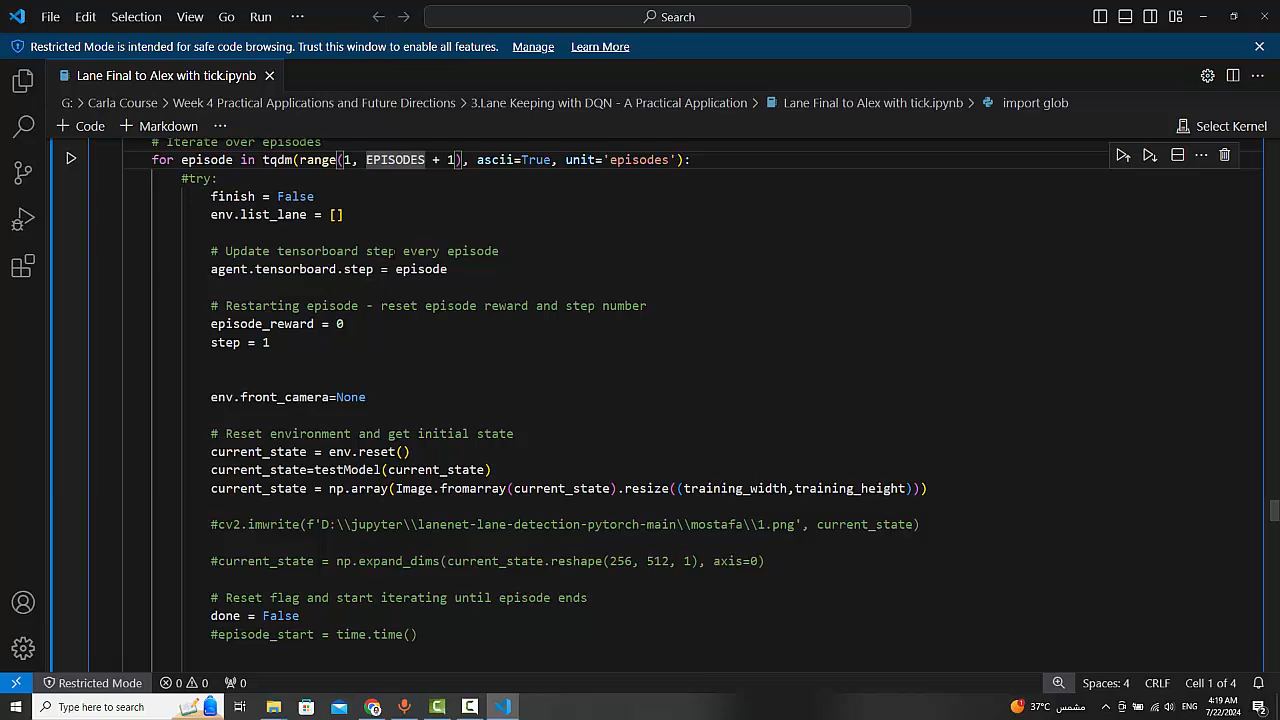 File Edit Selection View Go Run ··· Search
Restricted Mode is intended for safe code browsing. Trust this window to enable all features. Manage Learn More
Lane Final to Alex with tick.ipynb
G: > Carla Course > Week 4 Practical Applications and Future Directions > 3.Lane Keeping with DQN - A Practical Application > Lane Final to Alex with tick.ipynb > import glob
+ Code + Markdown ··· Select Kernel
# Iterate over episodes
for episode in tqdm(range(1, EPISODES + 1), ascii=True, unit='episodes'):
#try:
finish = False
env.list_lane = []
# Update tensorboard step every episode
agent.tensorboard.step = episode
# Restarting episode - reset episode reward and step number
episode_reward = 0
step = 1
env.front_camera=None
# Reset environment and get initial state
current_state = env.reset()
current_state=testModel(current_state)
current_state = np.array(Image.fromarray(current_state).resize((training_width,training_height)))
#cv2.imwrite(f'D:\\jupyter\\lanenet-lane-detection-pytorch-main\\mostafa\\1.png', current_state)
#current_state = np.expand_dims(current_state.reshape(256, 512, 1), axis=0)
# Reset flag and start iterating until episode ends
done = False
#episode_start = time.time()
Restricted Mode 0 0 0 Spaces: 4 CRLF Cell 1 of 4
Type here to search 37°C مشمس ENG 4:19 AM
7/22/2024